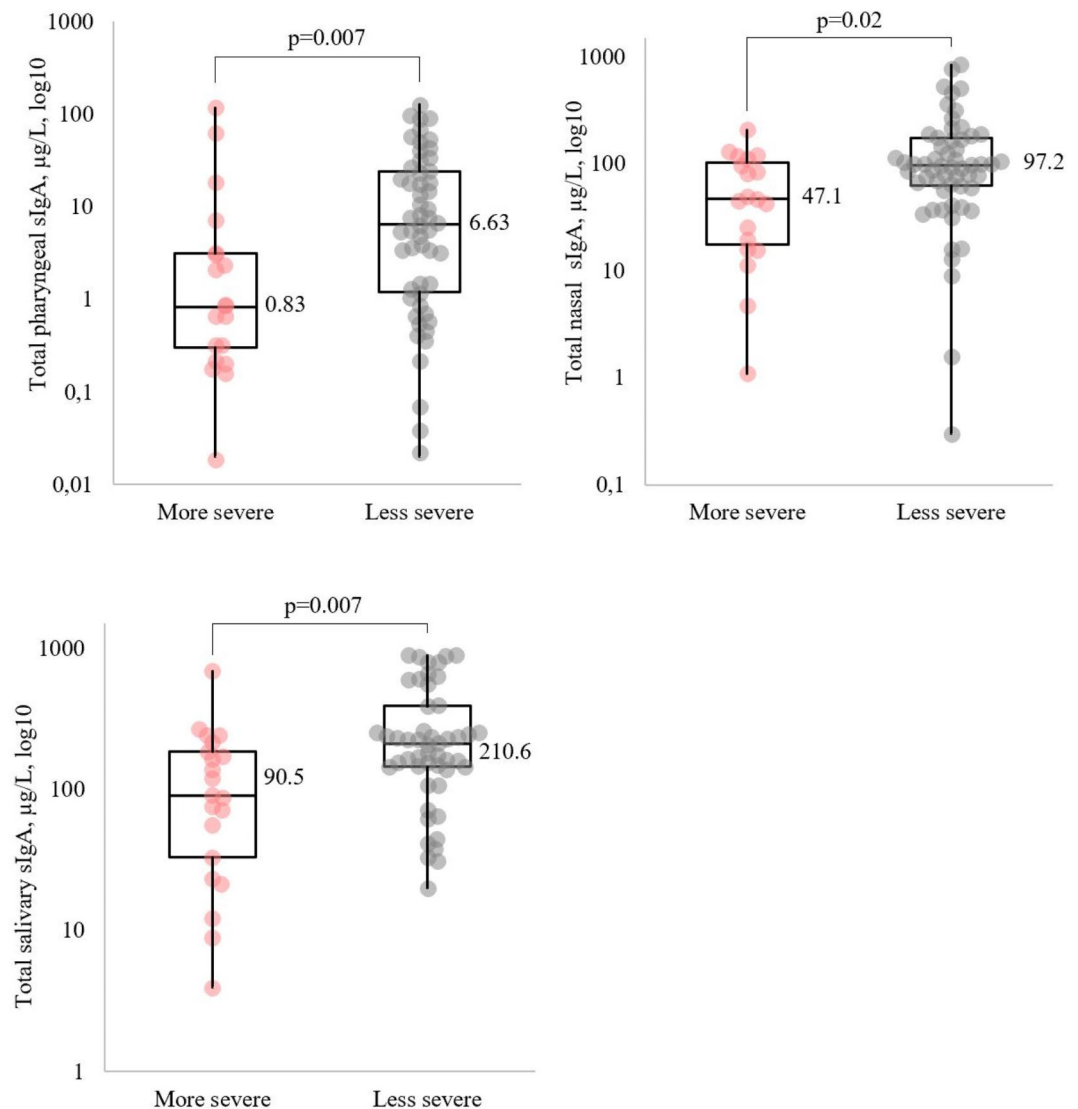 Total pharyngeal sIgA, µg/L, log10
1000
100
10
1
0,1
0,01
p=0.007
0.83
6.63
More severe
Less severe
Total nasal sIgA, µg/L, log10
1000
100
10
1
0,1
p=0.02
47.1
97.2
More severe
Less severe
Total salivary sIgA, µg/L, log10
1000
100
10
1
p=0.007
90.5
210.6
More severe
Less severe